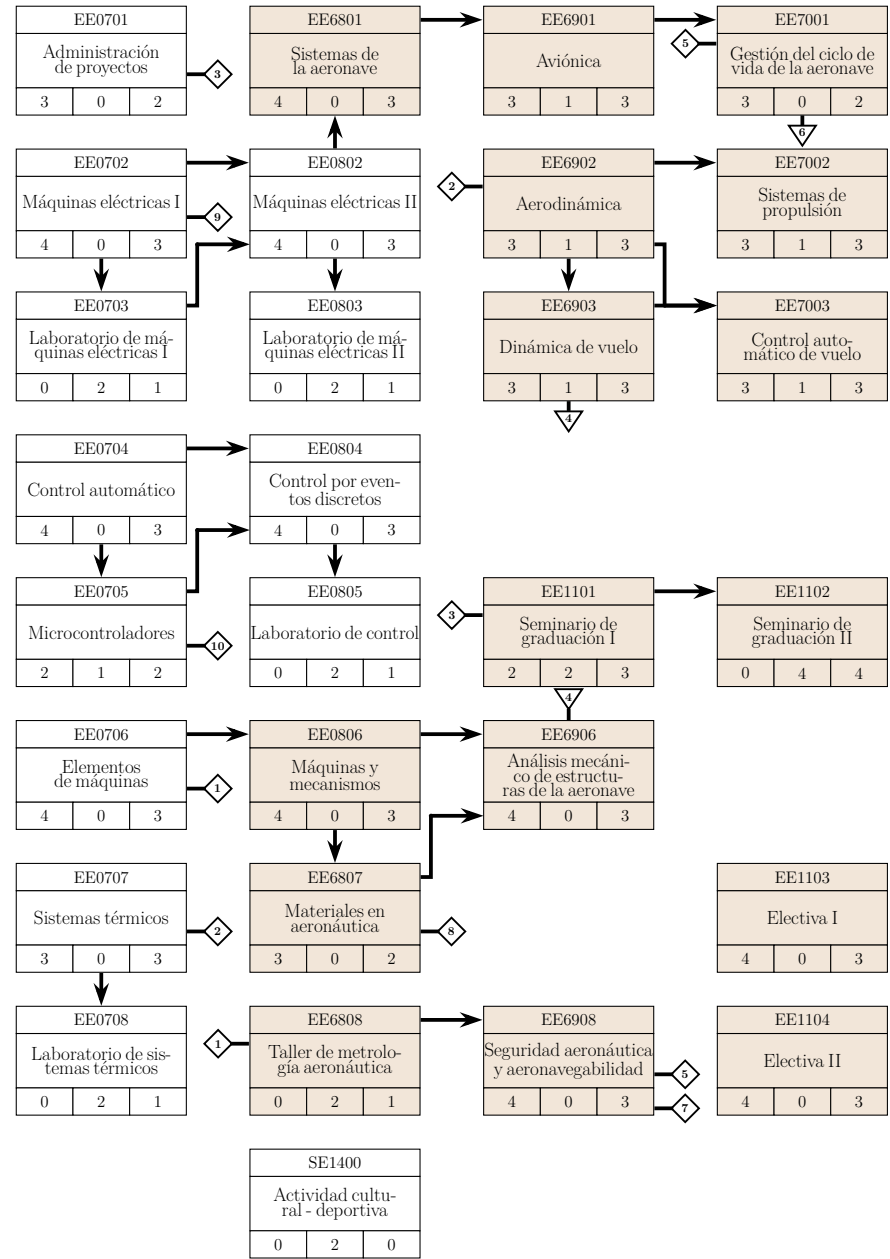 EE0701
Administración
de proyectos
3 0 2
3
EE6801
Sistemas de
la aeronave
4 0 3
EE6901
Aviónica
3 1 3
5
EE7001
Gestión del ciclo de
vida de la aeronave
3 0 2
6
EE0702
Máquinas eléctricas I
4 0 3
9
EE0802
Máquinas eléctricas II
4 0 3
2
EE6902
Aerodinámica
3 1 3
EE7002
Sistemas de
propulsión
3 1 3
EE0703
Laboratorio de má-
quinas eléctricas I
0 2 1
EE0803
Laboratorio de má-
quinas eléctricas II
0 2 1
EE6903
Dinámica de vuelo
3 1 3
4
EE7003
Control auto-
mático de vuelo
3 1 3
EE0704
Control automático
4 0 3
EE0804
Control por even-
tos discretos
4 0 3
EE0705
Microcontroladores
2 1 2
10
EE0805
Laboratorio de control
0 2 1
3
EE1101
Seminario de
graduación I
2 2 3
EE1102
Seminario de
graduación II
0 4 4
EE0706
Elementos
de máquinas
4 0 3
1
EE0806
Máquinas y
mecanismos
4 0 3
4
EE6906
Análisis mecáni-
co de estructu-
ras de la aeronave
4 0 3
EE0707
Sistemas térmicos
3 0 3
2
EE6807
Materiales en
aeronáutica
3 0 2
8
EE1103
Electiva I
4 0 3
EE0708
Laboratorio de sis-
temas térmicos
0 2 1
1
EE6808
Taller de metrolo-
gía aeronáutica
0 2 1
EE6908
Seguridad aeronáutica
y aeronavegabilidad
4 0 3
5
7
EE1104
Electiva II
4 0 3
SE1400
Actividad cultu-
ral - deportiva
0 2 0